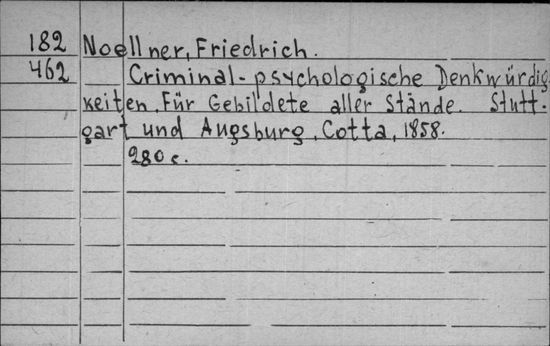 182 Noellner, Friedrich.
462 Criminal-psychologische Denkwürdig
keiten. Für Gebildete aller Stände. Stutt-
gart und Augsburg, Cotta, 1858.
280 c.